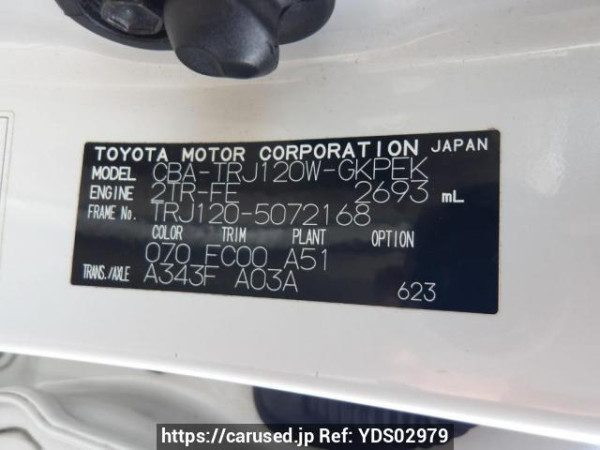 TOYOTA MOTOR CORPORATION JAPAN
MODEL CBA-TRJ120W-GKPEK
ENGINE 2TR-FE 2693 mL
FRAME No. TRJ120-5072168
COLOR TRIM PLANT OPTION
070 FC00 A51
TRANS./AXLE A343F A03A
623
https://carused.jp Ref: YDS02979